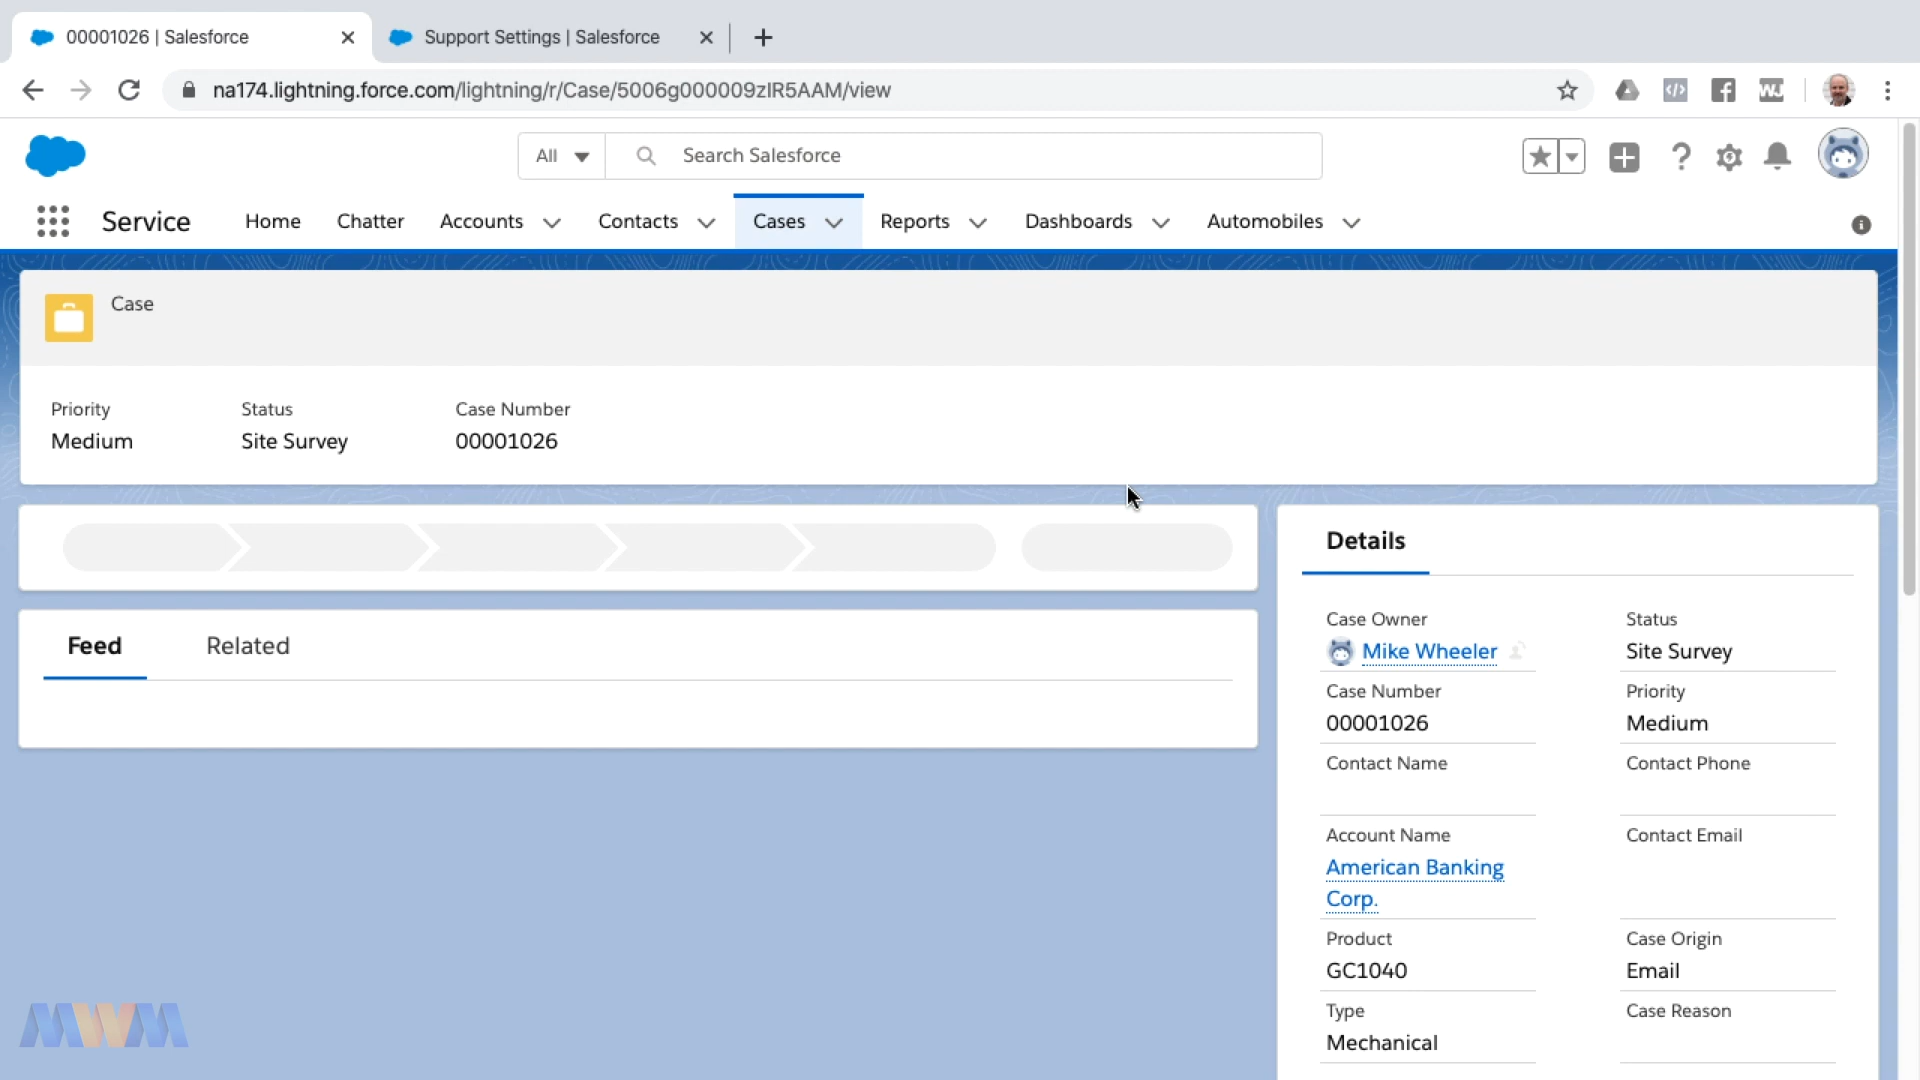 00001026 | Salesforce
Support Settings | Salesforce
na174.lightning.force.com/lightning/r/Case/5006g000009zIR5AAM/view
WJ
All
Search Salesforce
Service
Home
Chatter
Accounts
Contacts
Cases
Reports
Dashboards
Automobiles
Case
Priority
Status
Case Number
Medium
Site Survey
00001026
Feed
Related
Details
Case Owner
Status
Mike Wheeler
Site Survey
Case Number
Priority
00001026
Medium
Contact Name
Contact Phone
Account Name
Contact Email
American Banking
Corp.
Product
Case Origin
GC1040
Email
Type
Case Reason
Mechanical
MWM